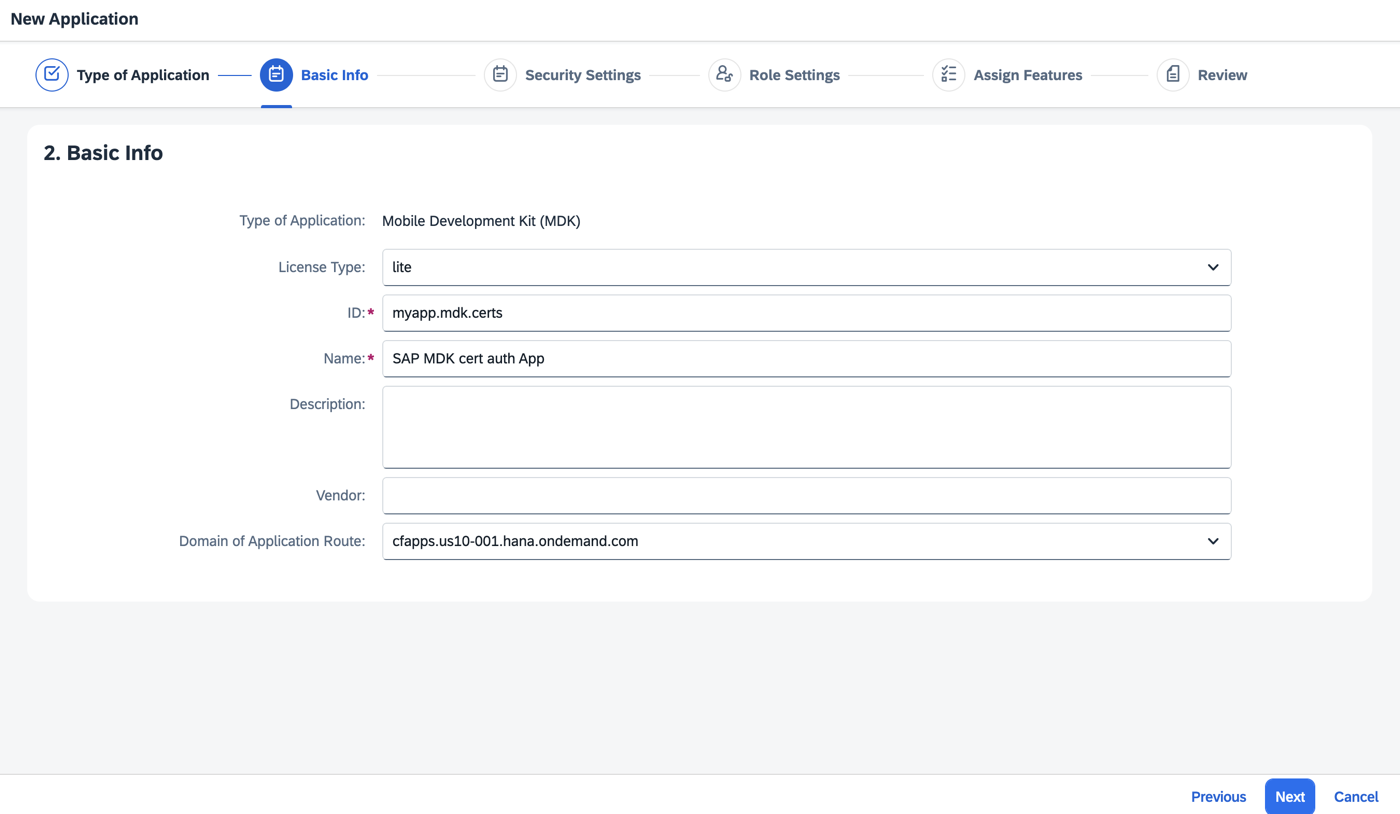 New Application
Type of Application
Basic Info
Security Settings
Role Settings
Assign Features
Review
2. Basic Info
Type of Application: Mobile Development Kit (MDK)
License Type: lite
ID:* myapp.mdk.certs
Name:* SAP MDK cert auth App
Description:
Vendor:
Domain of Application Route: cfapps.us10-001.hana.ondemand.com
Previous Next Cancel